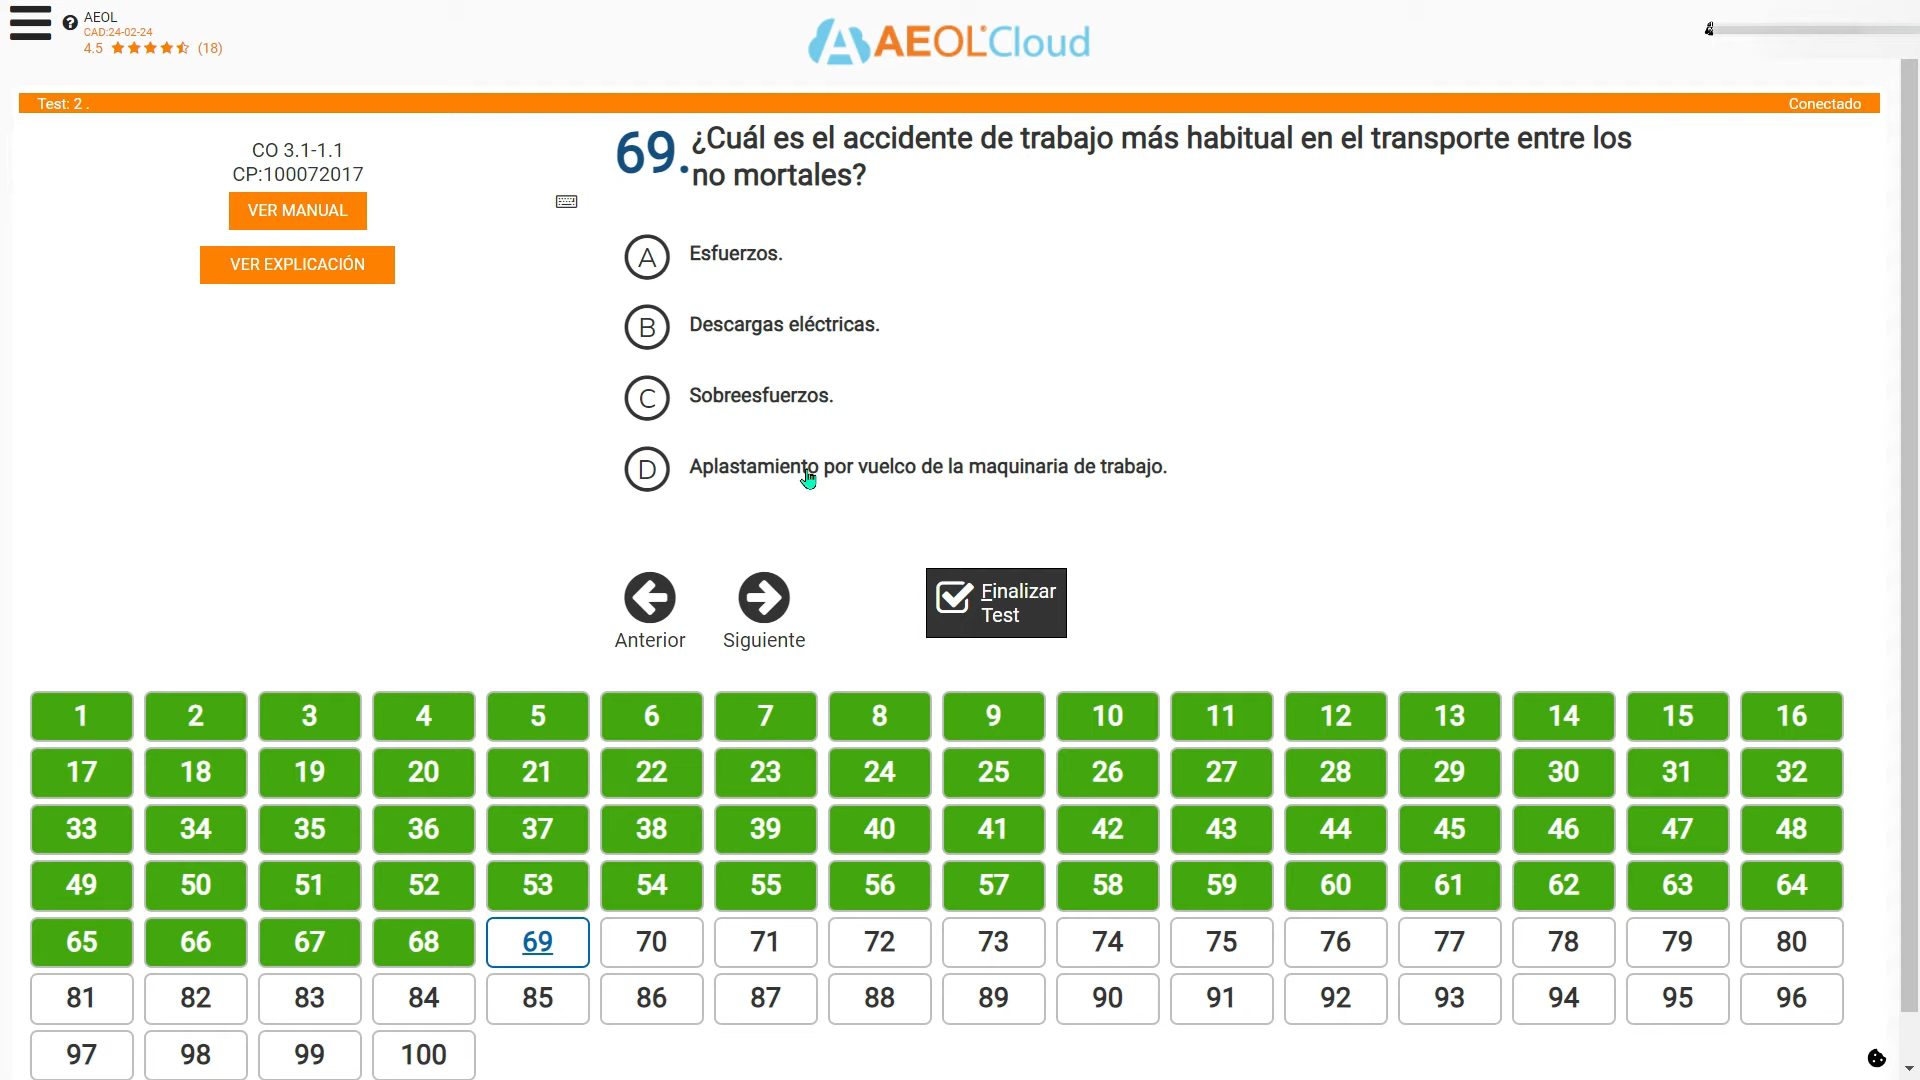 AEOL
CAD:24-02-24
4.5 (18)
AEOL Cloud
Test: 2 .
Conectado
CO 3.1-1.1
CP:100072017
VER MANUAL
VER EXPLICACIÓN
69. ¿Cuál es el accidente de trabajo más habitual en el transporte entre los
no mortales?
A Esfuerzos.
B Descargas eléctricas.
C Sobreesfuerzos.
D Aplastamiento por vuelco de la maquinaria de trabajo.
Anterior
Siguiente
Finalizar
Test
1 2 3 4 5 6 7 8 9 10 11 12 13 14 15 16
17 18 19 20 21 22 23 24 25 26 27 28 29 30 31 32
33 34 35 36 37 38 39 40 41 42 43 44 45 46 47 48
49 50 51 52 53 54 55 56 57 58 59 60 61 62 63 64
65 66 67 68 69 70 71 72 73 74 75 76 77 78 79 80
81 82 83 84 85 86 87 88 89 90 91 92 93 94 95 96
97 98 99 100